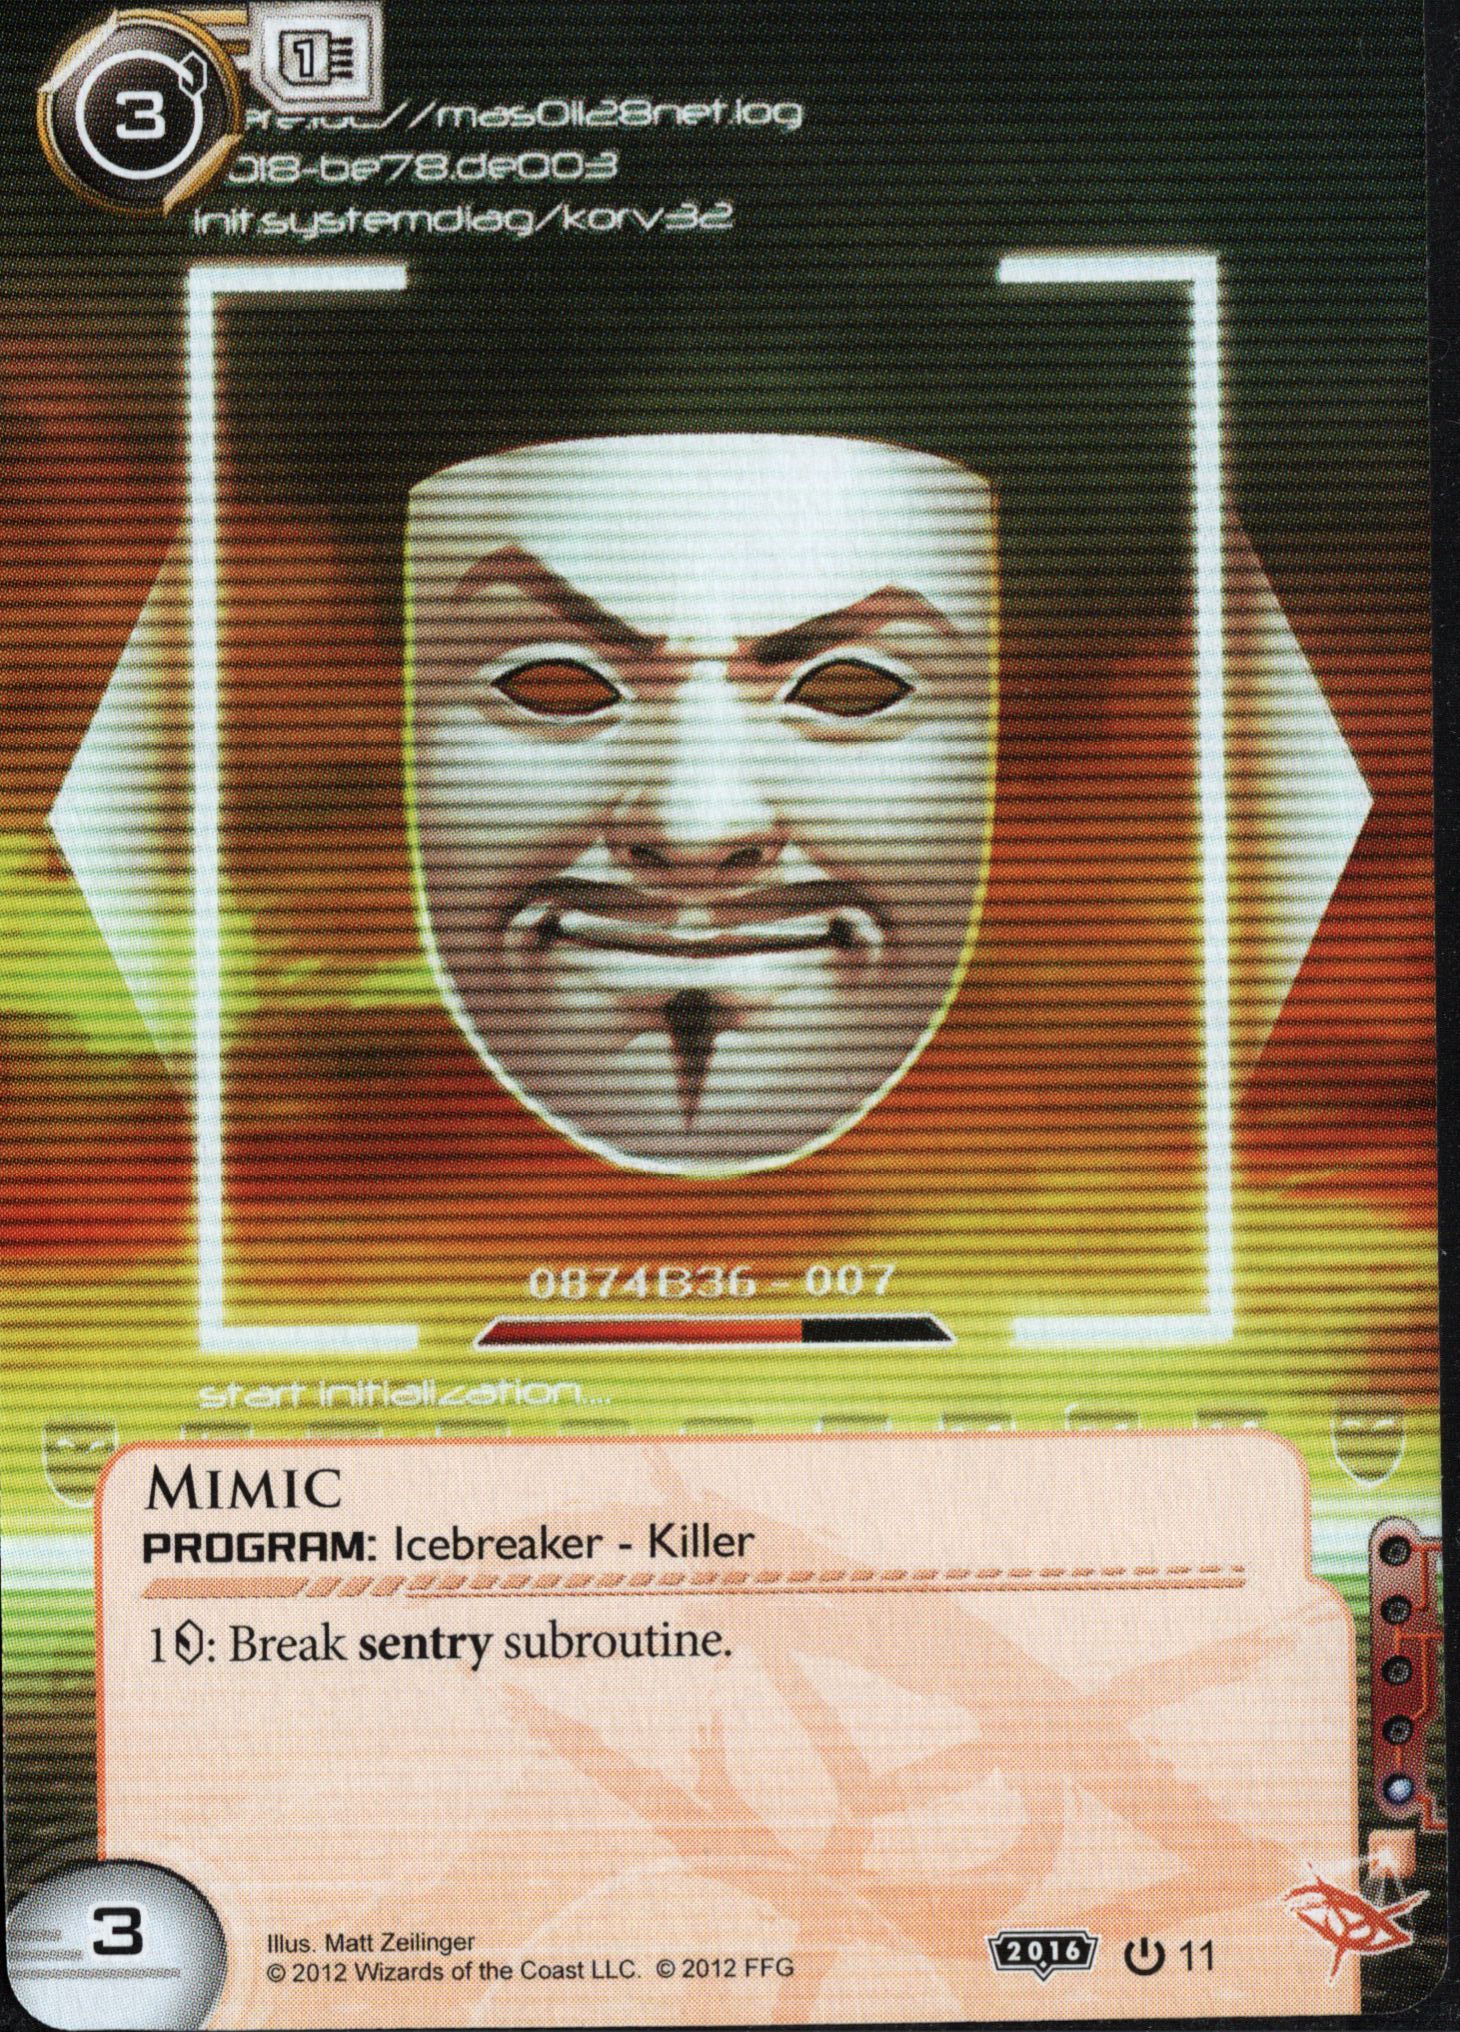 3
1
//mas01128net.log
018-be78.de003
init.systemdiag/korv32
0874B36 - 007
start initialization....
MIMIC
PROGRAM: Icebreaker - Killer
1: Break sentry subroutine.
3
Illus. Matt Zeilinger
© 2012 Wizards of the Coast LLC. © 2012 FFG
2016
11